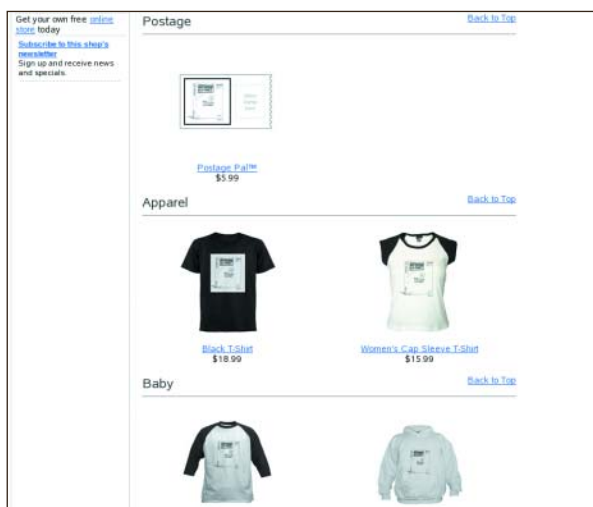 Get your own free online
store today
Subscribe to this shop's
newsletter
Sign up and receive news
and specials.
Postage
Back to Top
Postage Pal™
$5.99
Apparel
Back to Top
Black T-Shirt
$18.99
Women's Cap Sleeve T-Shirt
$15.99
Baby
Back to Top